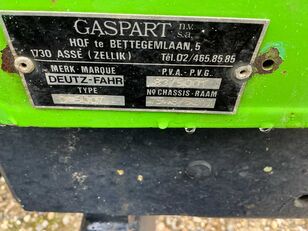 GASPART n.v. s.a.
HOF te BETTEGEMLAAN, 5
1730 ASSE (ZELLIK) Tél. 02/465.85.85
MERK - MARQUE P.V.A. - P.V.G.
DEUTZ-FAHR
TYPE No CHASSIS - RAAM